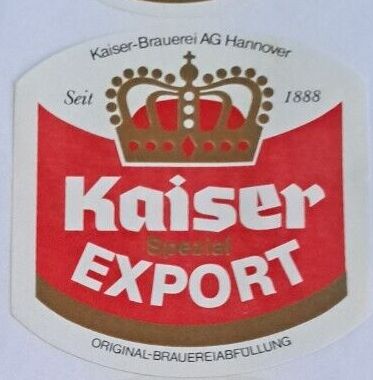 Kaiser-Brauerei AG Hannover
Seit 1888
Kaiser
Spezial
EXPORT
ORIGINAL-BRAUEREIABFÜLLUNG